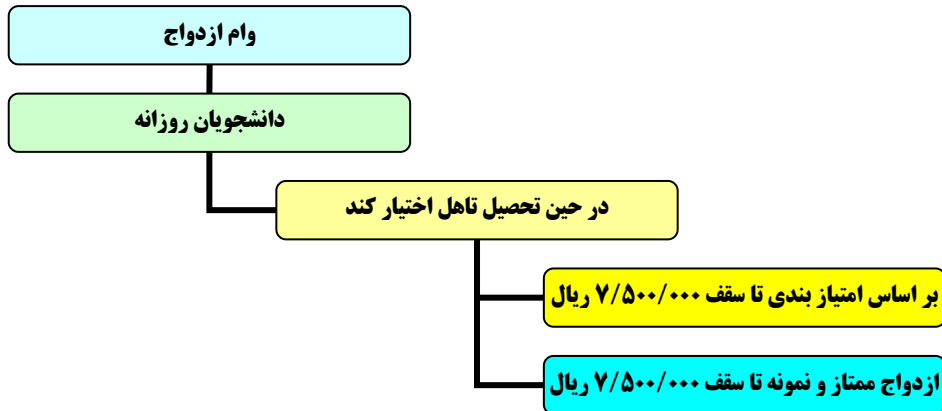 وام ازدواج
دانشجویان روزانه
در حین تحصیل تاهل اختیار کند
بر اساس امتیاز بندی تا سقف ۷/۵۰۰/۰۰۰ ریال
ازدواج ممتاز و نمونه تا سقف ۷/۵۰۰/۰۰۰ ریال